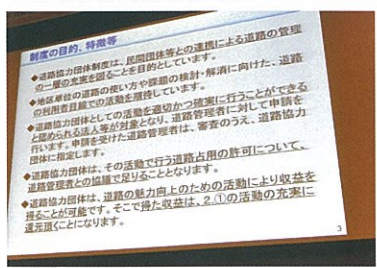 制度の目的、特徴等
◆道路協力団体制度は、民間団体等との連携による道路の管理
の一層の充実を図ることを目的としています。
◆地区単位の道路の使い方や課題の検討・解消に向けた、道路
の利用者目線での活動を期待しています。
◆道路協力団体としての活動を適切かつ確実に行うことができる
と認められる法人等が対象となり、道路管理者に対して申請を
行います。申請を受けた道路管理者は、審査のうえ、道路協力
団体に指定します。
◆道路協力団体は、その活動で行う道路占用の許可について、
道路管理者との協議で足りることとなります。
◆道路協力団体は、道路の魅力向上のための活動により収益を
得ることが可能です。そこで得た収益は、2.①の活動の充実に
還元頂くことになります。
3